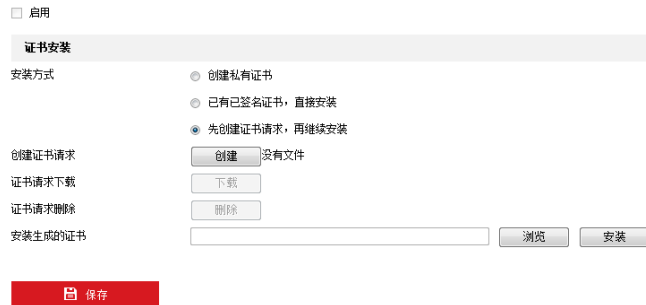 启用
证书安装
安装方式 创建私有证书
已有已签名证书，直接安装
先创建证书请求，再继续安装
创建证书请求 创建 没有文件
证书请求下载 下载
证书请求删除 删除
安装生成的证书 浏览 安装
保存